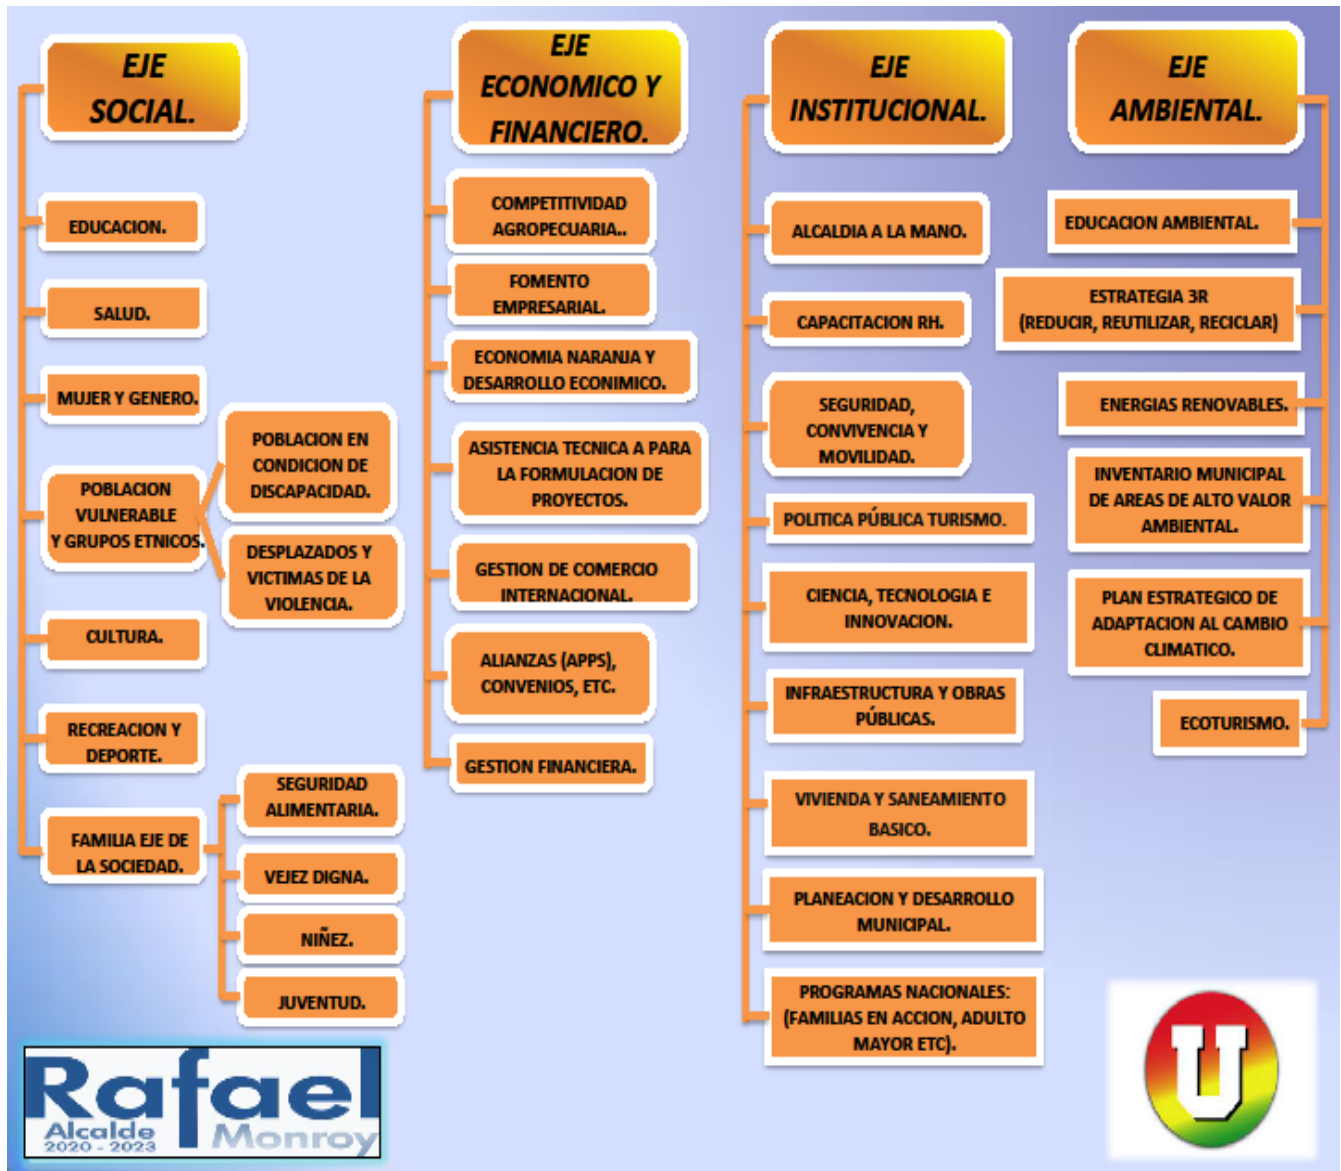 EJE
SOCIAL.
EDUCACION.
SALUD.
MUJER Y GENERO.
POBLACION
VULNERABLE
Y GRUPOS ETNICOS.
POBLACION EN
CONDICION DE
DISCAPACIDAD.
DESPLAZADOS Y
VICTIMAS DE LA
VIOLENCIA.
CULTURA.
RECREACION Y
DEPORTE.
FAMILIA EJE DE
LA SOCIEDAD.
SEGURIDAD
ALIMENTARIA.
VEJEZ DIGNA.
NIÑEZ.
JUVENTUD.
EJE
ECONOMICO Y
FINANCIERO.
COMPETITIVIDAD
AGROPECUARIA..
FOMENTO
EMPRESARIAL.
ECONOMIA NARANJA Y
DESARROLLO ECONIMICO.
ASISTENCIA TECNICA A PARA
LA FORMULACION DE
PROYECTOS.
GESTION DE COMERCIO
INTERNACIONAL.
ALIANZAS (APPS),
CONVENIOS, ETC.
GESTION FINANCIERA.
EJE
INSTITUCIONAL.
ALCALDIA A LA MANO.
CAPACITACION RH.
SEGURIDAD,
CONVIVENCIA Y
MOVILIDAD.
POLITICA PÚBLICA TURISMO.
CIENCIA, TECNOLOGIA E
INNOVACION.
INFRAESTRUCTURA Y OBRAS
PÚBLICAS.
VIVIENDA Y SANEAMIENTO
BASICO.
PLANEACION Y DESARROLLO
MUNICIPAL.
PROGRAMAS NACIONALES:
(FAMILIAS EN ACCION, ADULTO
MAYOR ETC).
EJE
AMBIENTAL.
EDUCACION AMBIENTAL.
ESTRATEGIA 3R
(REDUCIR, REUTILIZAR, RECICLAR)
ENERGIAS RENOVABLES.
INVENTARIO MUNICIPAL
DE AREAS DE ALTO VALOR
AMBIENTAL.
PLAN ESTRATEGICO DE
ADAPTACION AL CAMBIO
CLIMATICO.
ECOTURISMO.
Rafael
Alcalde
2020 - 2023
Monroy
U